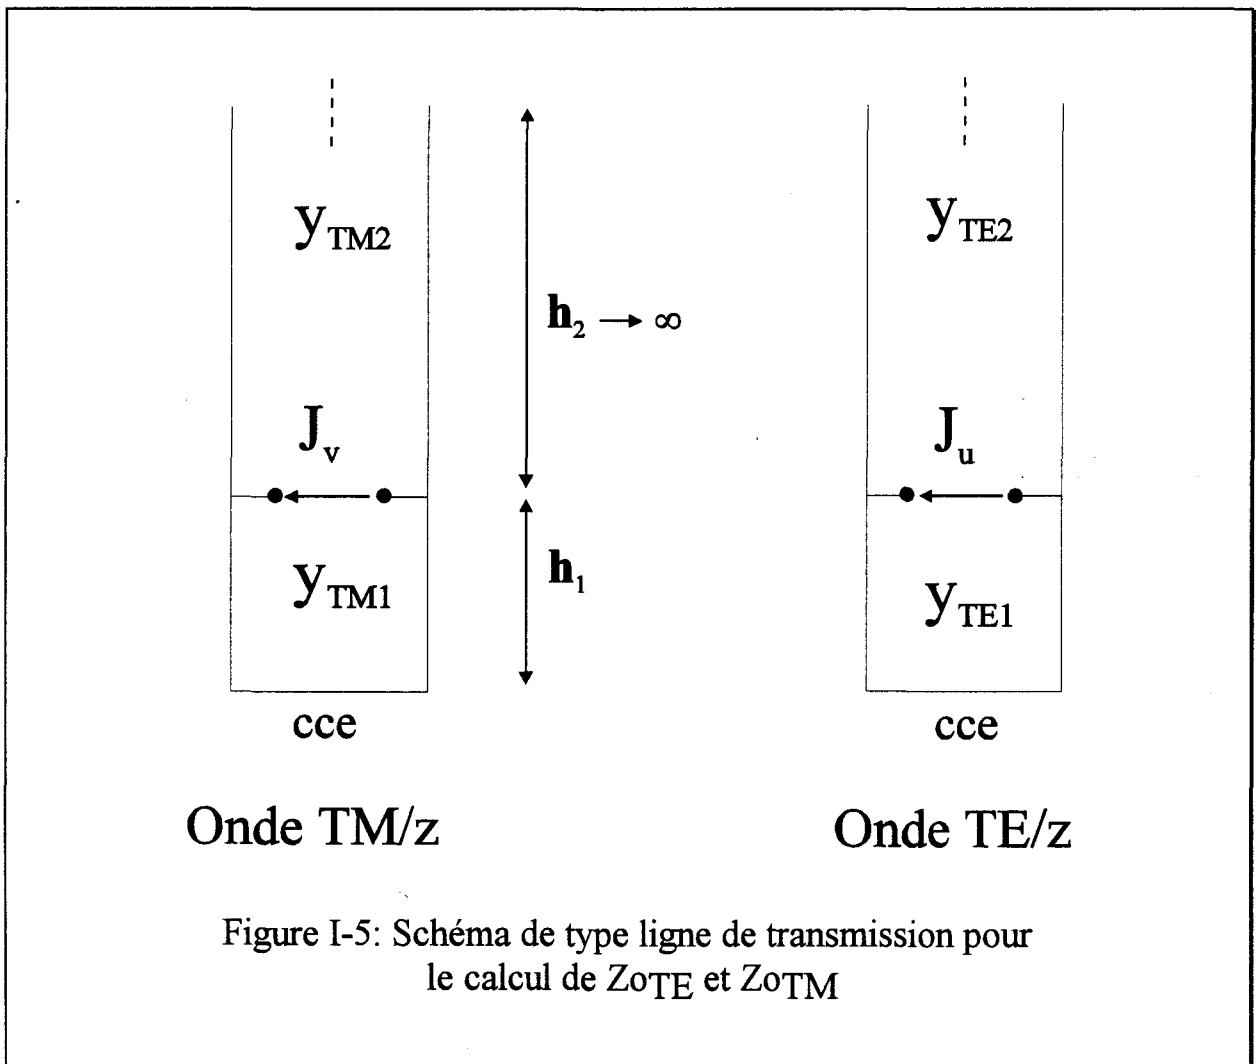 y_TM2
h_2 → ∞
J_v
y_TM1
h_1
cce
Onde TM/z
y_TE2
J_u
y_TE1
cce
Onde TE/z
Figure I-5: Schéma de type ligne de transmission pour
le calcul de Zo_TE et Zo_TM